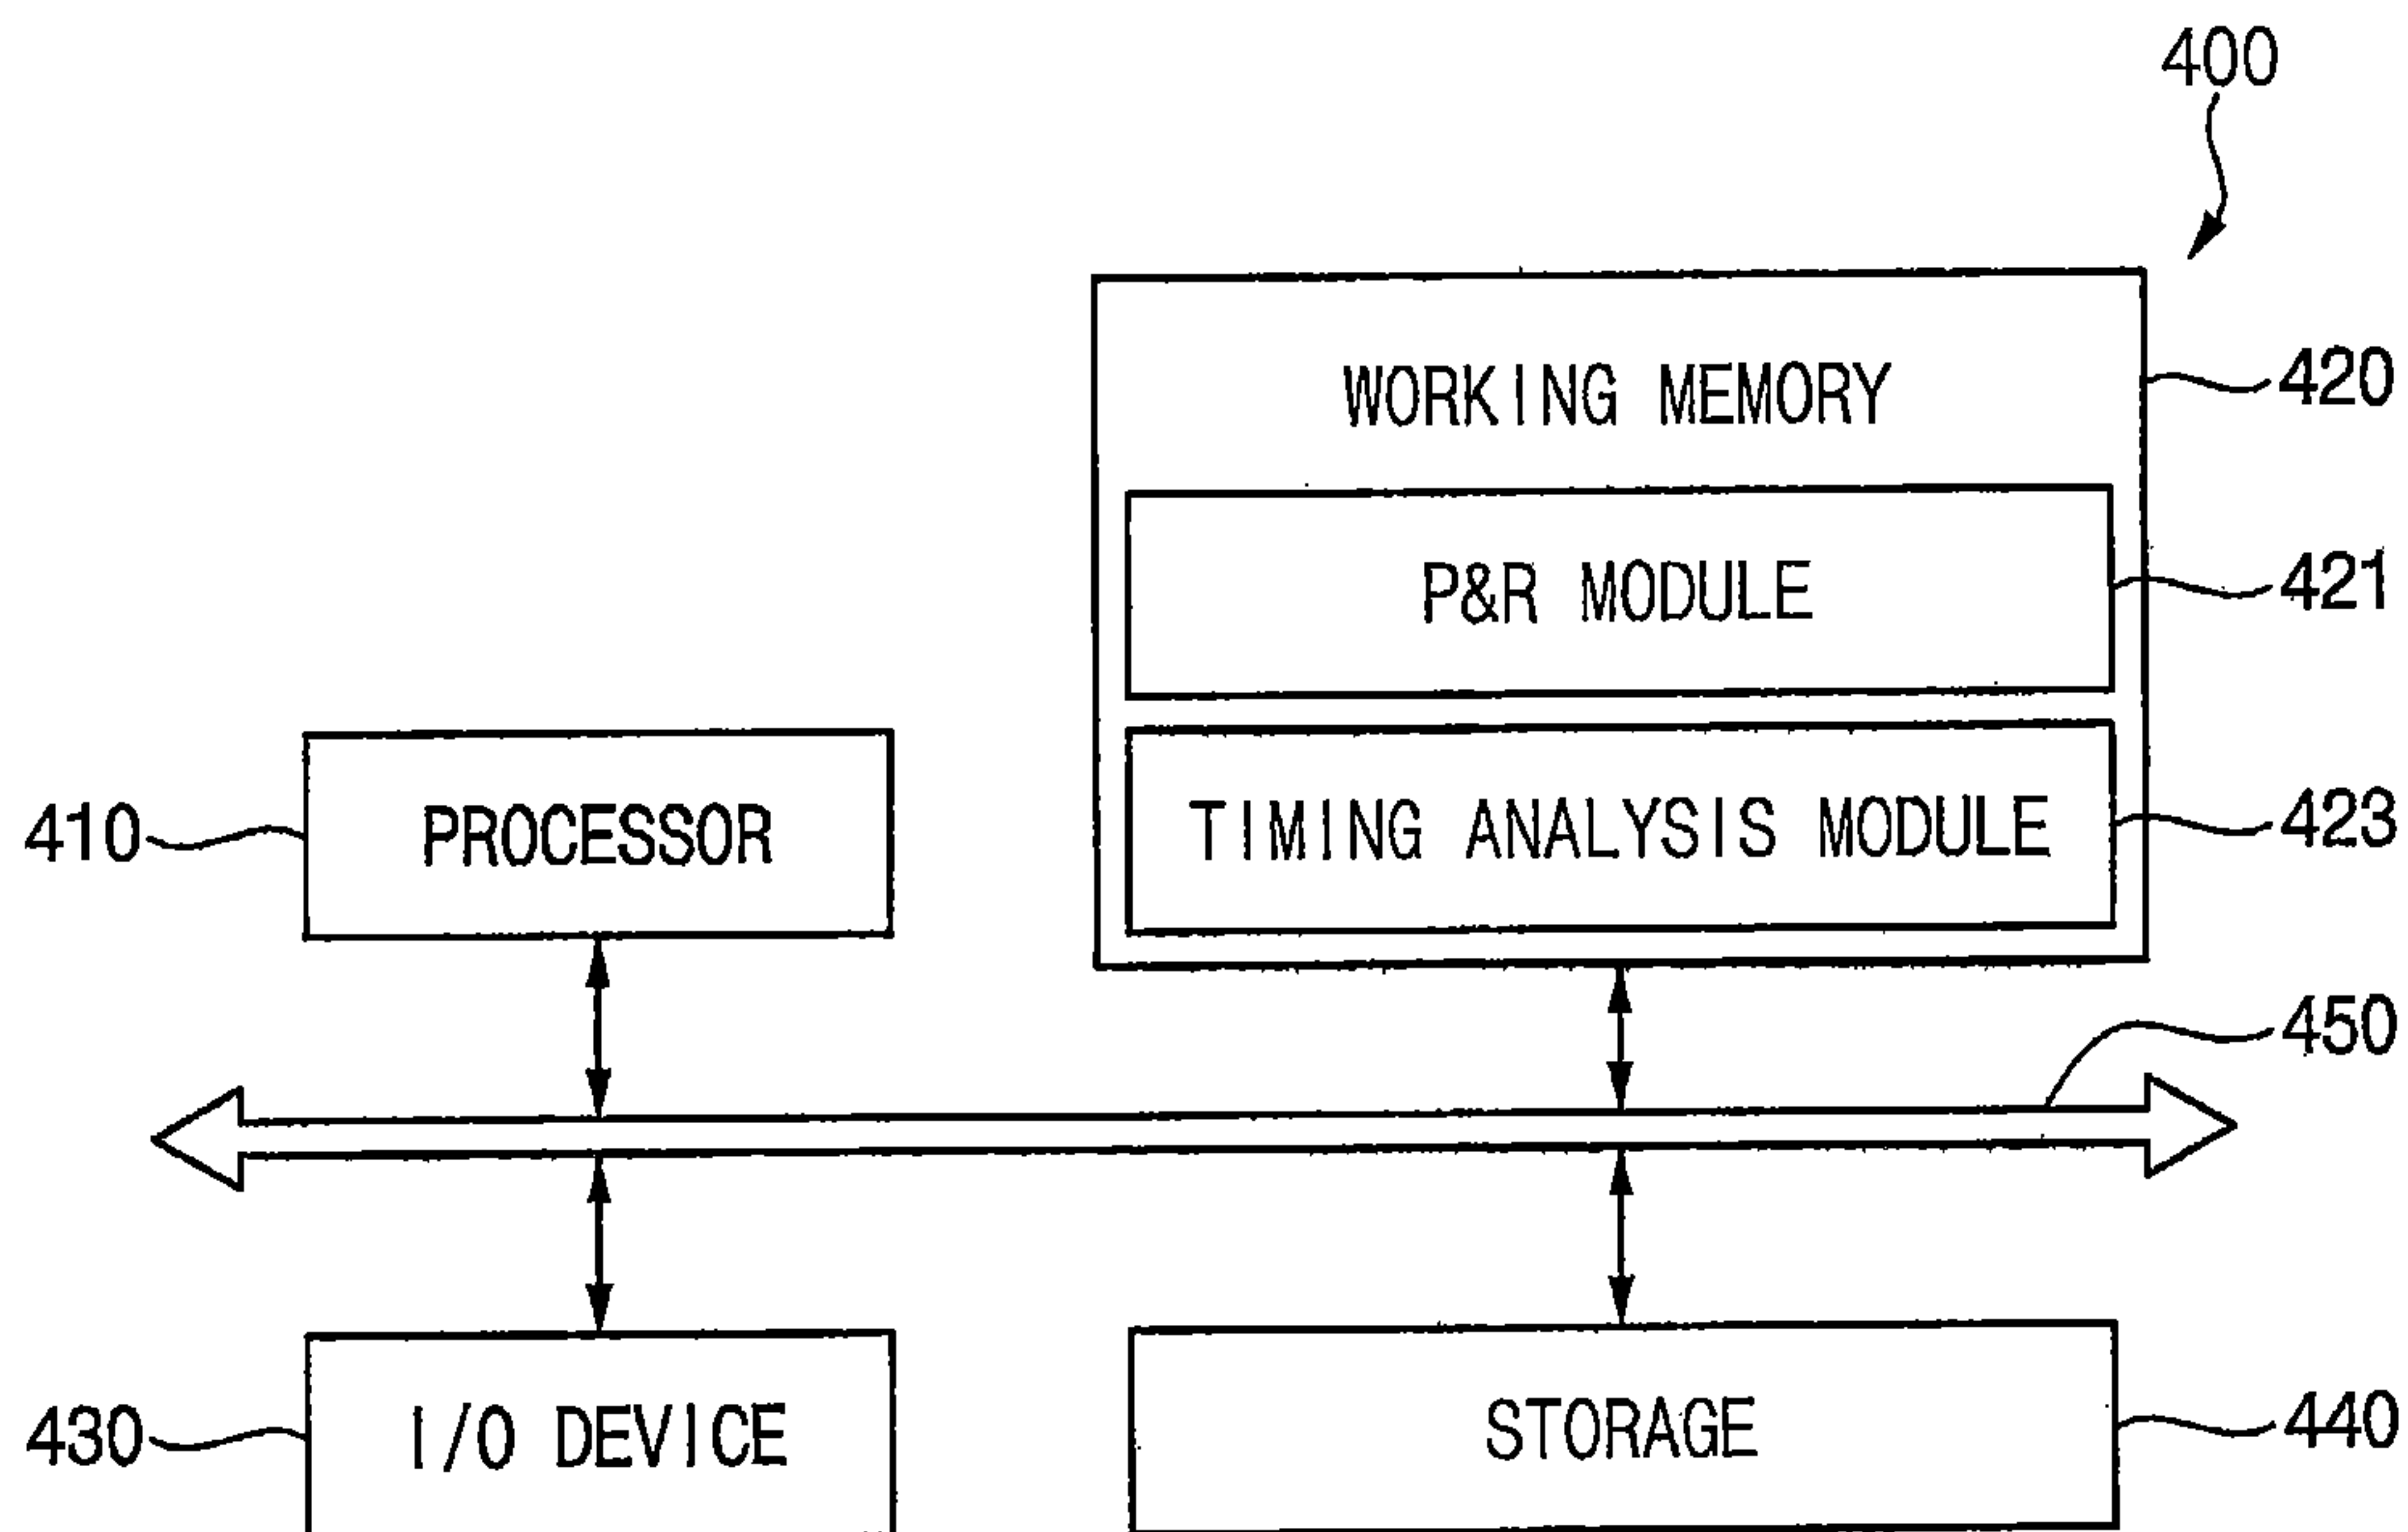 400
WORKING MEMORY
420
P&R MODULE
421
410
PROCESSOR
TIMING ANALYSIS MODULE
423
450
430
I/O DEVICE
STORAGE
440